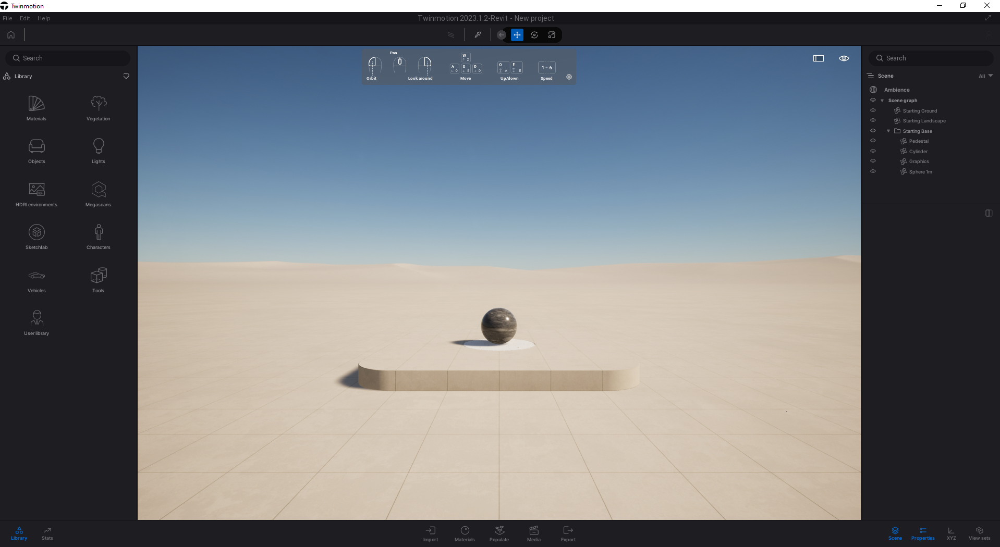 Twinmotion
File Edit Help
Twinmotion 2023.1.2-Revit - New project
Search
Library
Materials
Vegetation
Objects
Lights
HDRI
HDRI environments
Megascans
Sketchfab
Characters
Vehicles
Tools
User library
Pan
Orbit
Look around
W
Z
A
Q
S
S
D
D
Move
Q
A
E
E
Up/down
1 - 6
Speed
Search
Scene
All
Ambience
Scene graph
Starting Ground
Starting Landscape
Starting Base
Pedestal
Cylinder
Graphics
Sphere 1m
Library
Stats
Import
Materials
Populate
Media
Export
Scene
Properties
XYZ
View sets